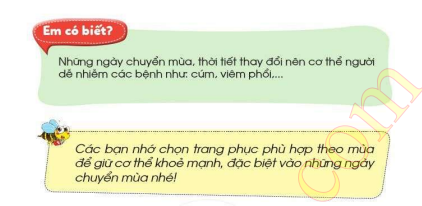 Em có biết?
Những ngày chuyển mùa, thời tiết thay đổi nên cơ thể người
dễ nhiễm các bệnh như: cúm, viêm phổi,...
Các bạn nhớ chọn trang phục phù hợp theo mùa
để giữ cơ thể khoẻ mạnh, đặc biệt vào những ngày
chuyển mùa nhé!
com